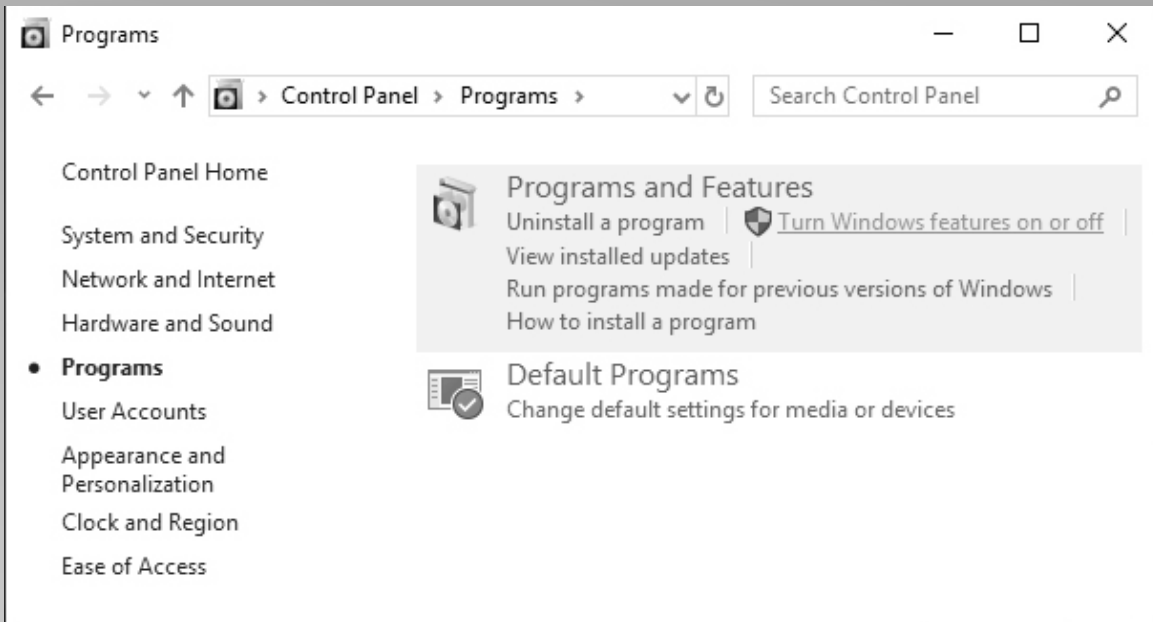 Programs
Control Panel > Programs >
Search Control Panel
Control Panel Home
System and Security
Network and Internet
Hardware and Sound
Programs
User Accounts
Appearance and
Personalization
Clock and Region
Ease of Access
Programs and Features
Uninstall a program
Turn Windows features on or off
View installed updates
Run programs made for previous versions of Windows
How to install a program
Default Programs
Change default settings for media or devices